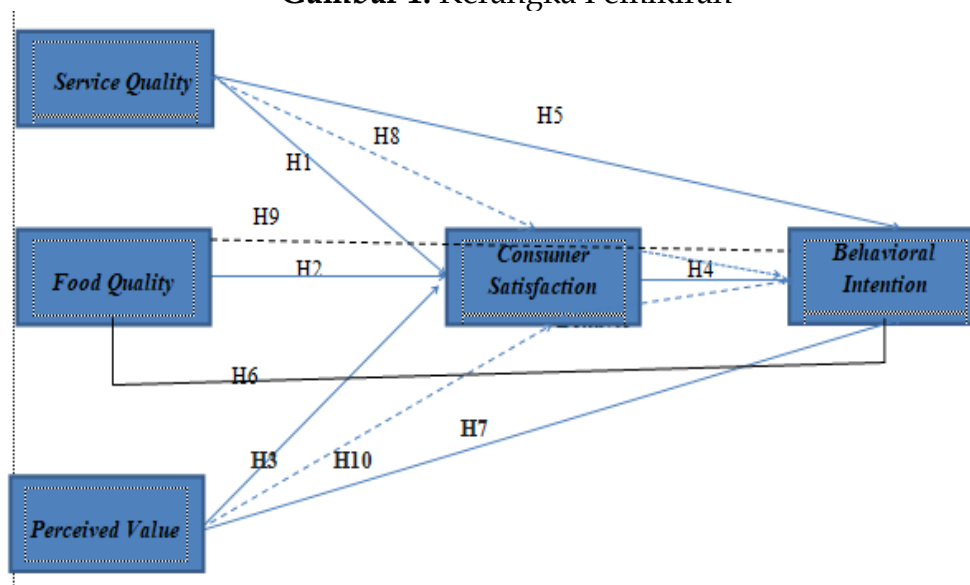 Gambar 1. Kerangka Pemikiran
Service Quality
H5
H8
H1
H9
Consumer
Satisfaction
Behavioral
Intention
H2
H4
Food Quality
H6
H7
H3
H10
Perceived Value